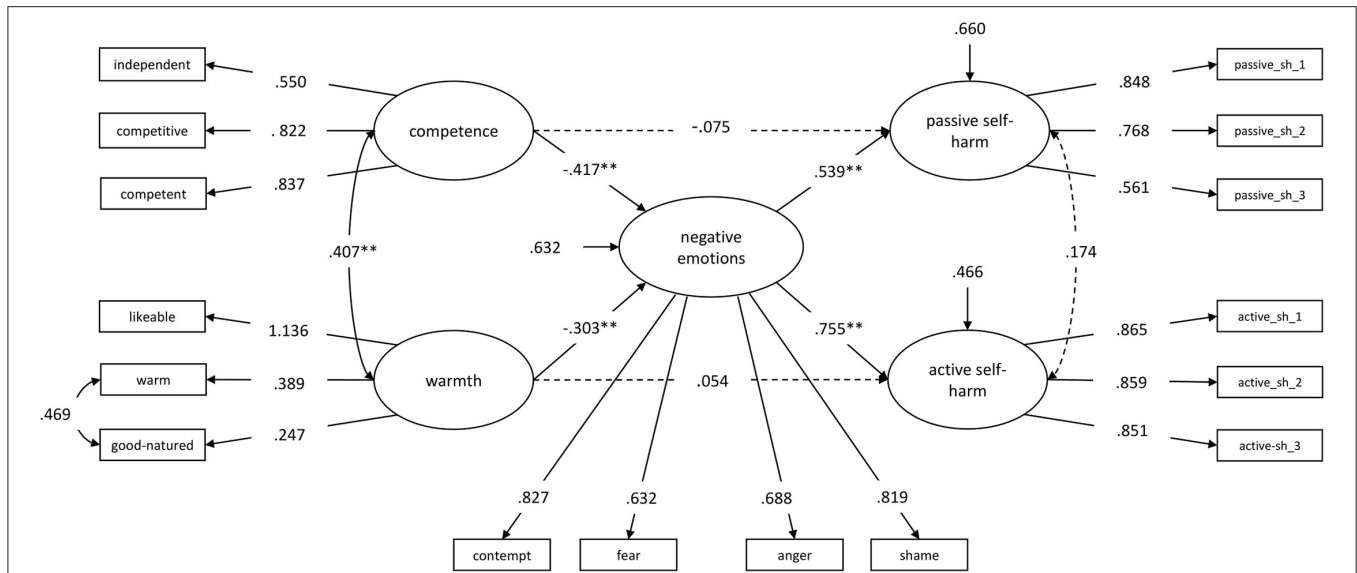 .660
independent
.550
.848
passive_sh_1
competitive
. 822
competence
-.075
passive self-
harm
.768
passive_sh_2
competent
.837
-.417**
.539**
.561
passive_sh_3
.407**
.632
negative
emotions
.174
.466
likeable
1.136
-.303**
.755**
.865
active_sh_1
warm
.389
warmth
.054
active self-
harm
.859
active_sh_2
.469
good-natured
.247
.851
active-sh_3
.827
.632
.688
.819
contempt
fear
anger
shame